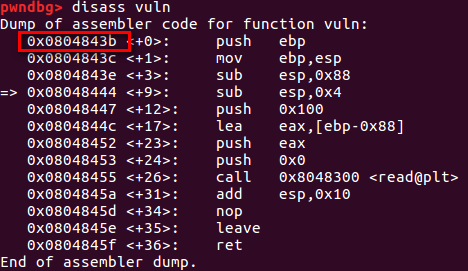 pwndbg> disass vuln
Dump of assembler code for function vuln:
0x0804843b <+0>: push ebp
0x0804843c <+1>: mov ebp,esp
0x0804843e <+3>: sub esp,0x88
=> 0x08048444 <+9>: sub esp,0x4
0x08048447 <+12>: push 0x100
0x0804844c <+17>: lea eax,[ebp-0x88]
0x08048452 <+23>: push eax
0x08048453 <+24>: push 0x0
0x08048455 <+26>: call 0x8048300 <read@plt>
0x0804845a <+31>: add esp,0x10
0x0804845d <+34>: nop
0x0804845e <+35>: leave
0x0804845f <+36>: ret
End of assembler dump.